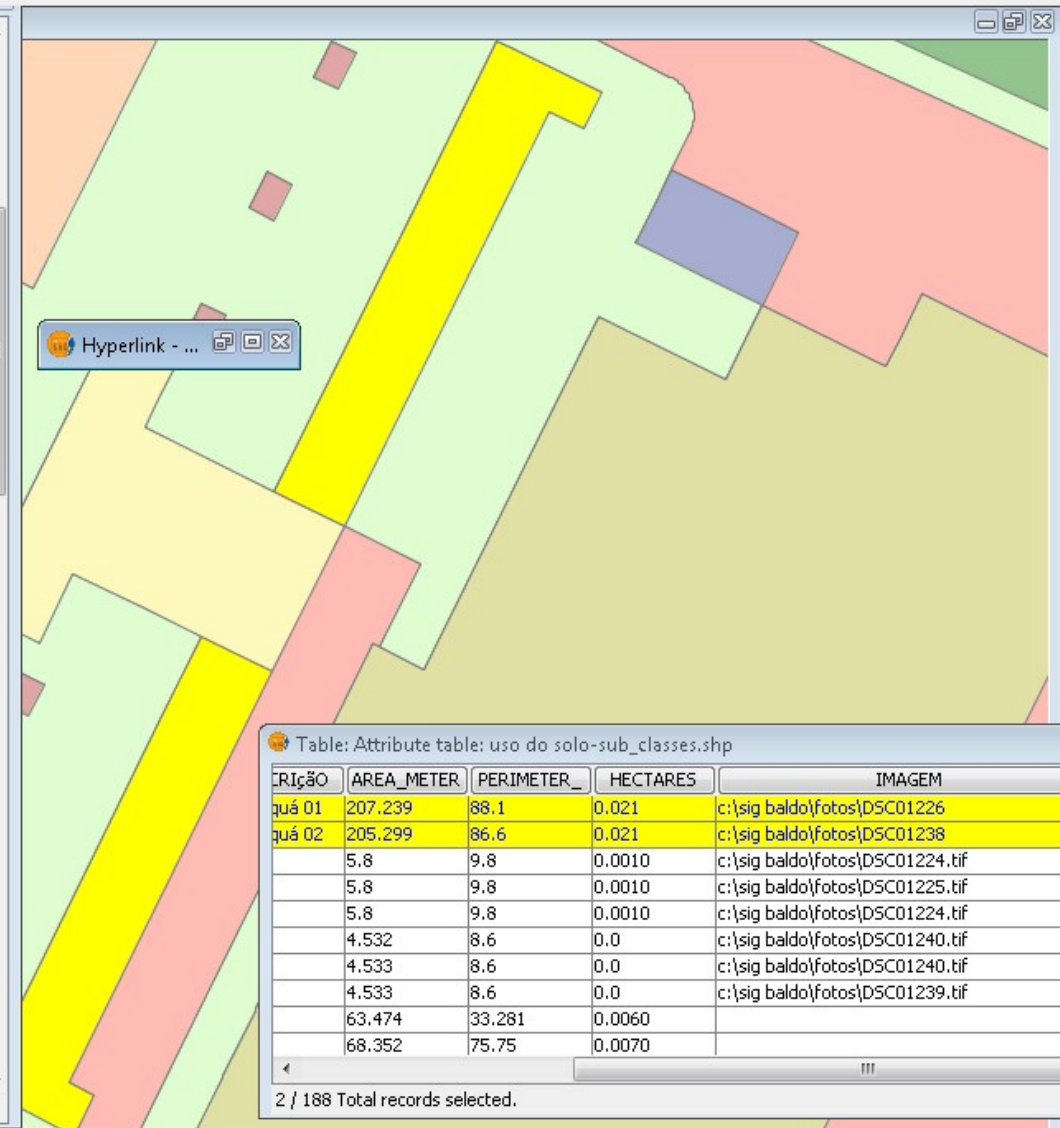 Hyperlink - ...
Table: Attribute table: uso do solo-sub_classes.shp
CRIçãO AREA_METER PERIMETER_ HECTARES IMAGEM
quá 01 207.239 88.1 0.021 c:\sig baldo\fotos\DSC01226
quá 02 205.299 86.6 0.021 c:\sig baldo\fotos\DSC01238
5.8 9.8 0.0010 c:\sig baldo\fotos\DSC01224.tif
5.8 9.8 0.0010 c:\sig baldo\fotos\DSC01225.tif
5.8 9.8 0.0010 c:\sig baldo\fotos\DSC01224.tif
4.532 8.6 0.0 c:\sig baldo\fotos\DSC01240.tif
4.533 8.6 0.0 c:\sig baldo\fotos\DSC01240.tif
4.533 8.6 0.0 c:\sig baldo\fotos\DSC01239.tif
63.474 33.281 0.0060
68.352 75.75 0.0070
2 / 188 Total records selected.